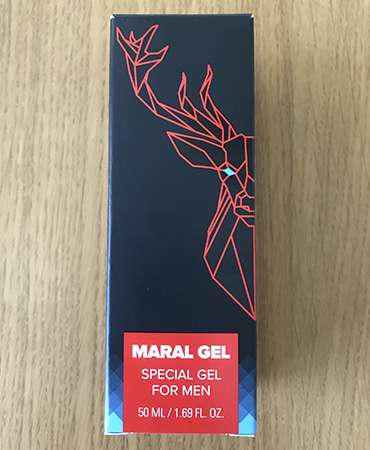 MARAL GEL
SPECIAL GEL
FOR MEN
50 ML / 1.69 FL. OZ.